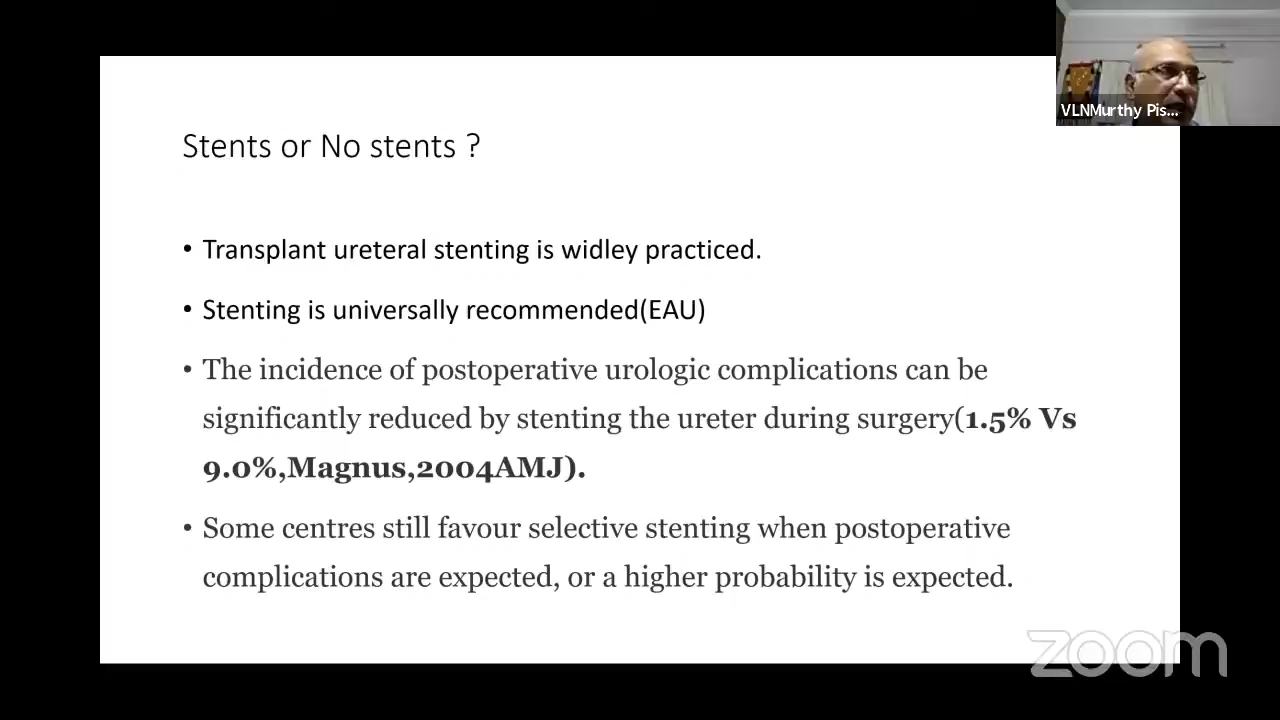 VLNMurthy Pis...
Stents or No stents ?
• Transplant ureteral stenting is widley practiced.
• Stenting is universally recommended(EAU)
• The incidence of postoperative urologic complications can be
significantly reduced by stenting the ureter during surgery(1.5% Vs
9.0%,Magnus,2004AMJ).
• Some centres still favour selective stenting when postoperative
complications are expected, or a higher probability is expected.
zoom